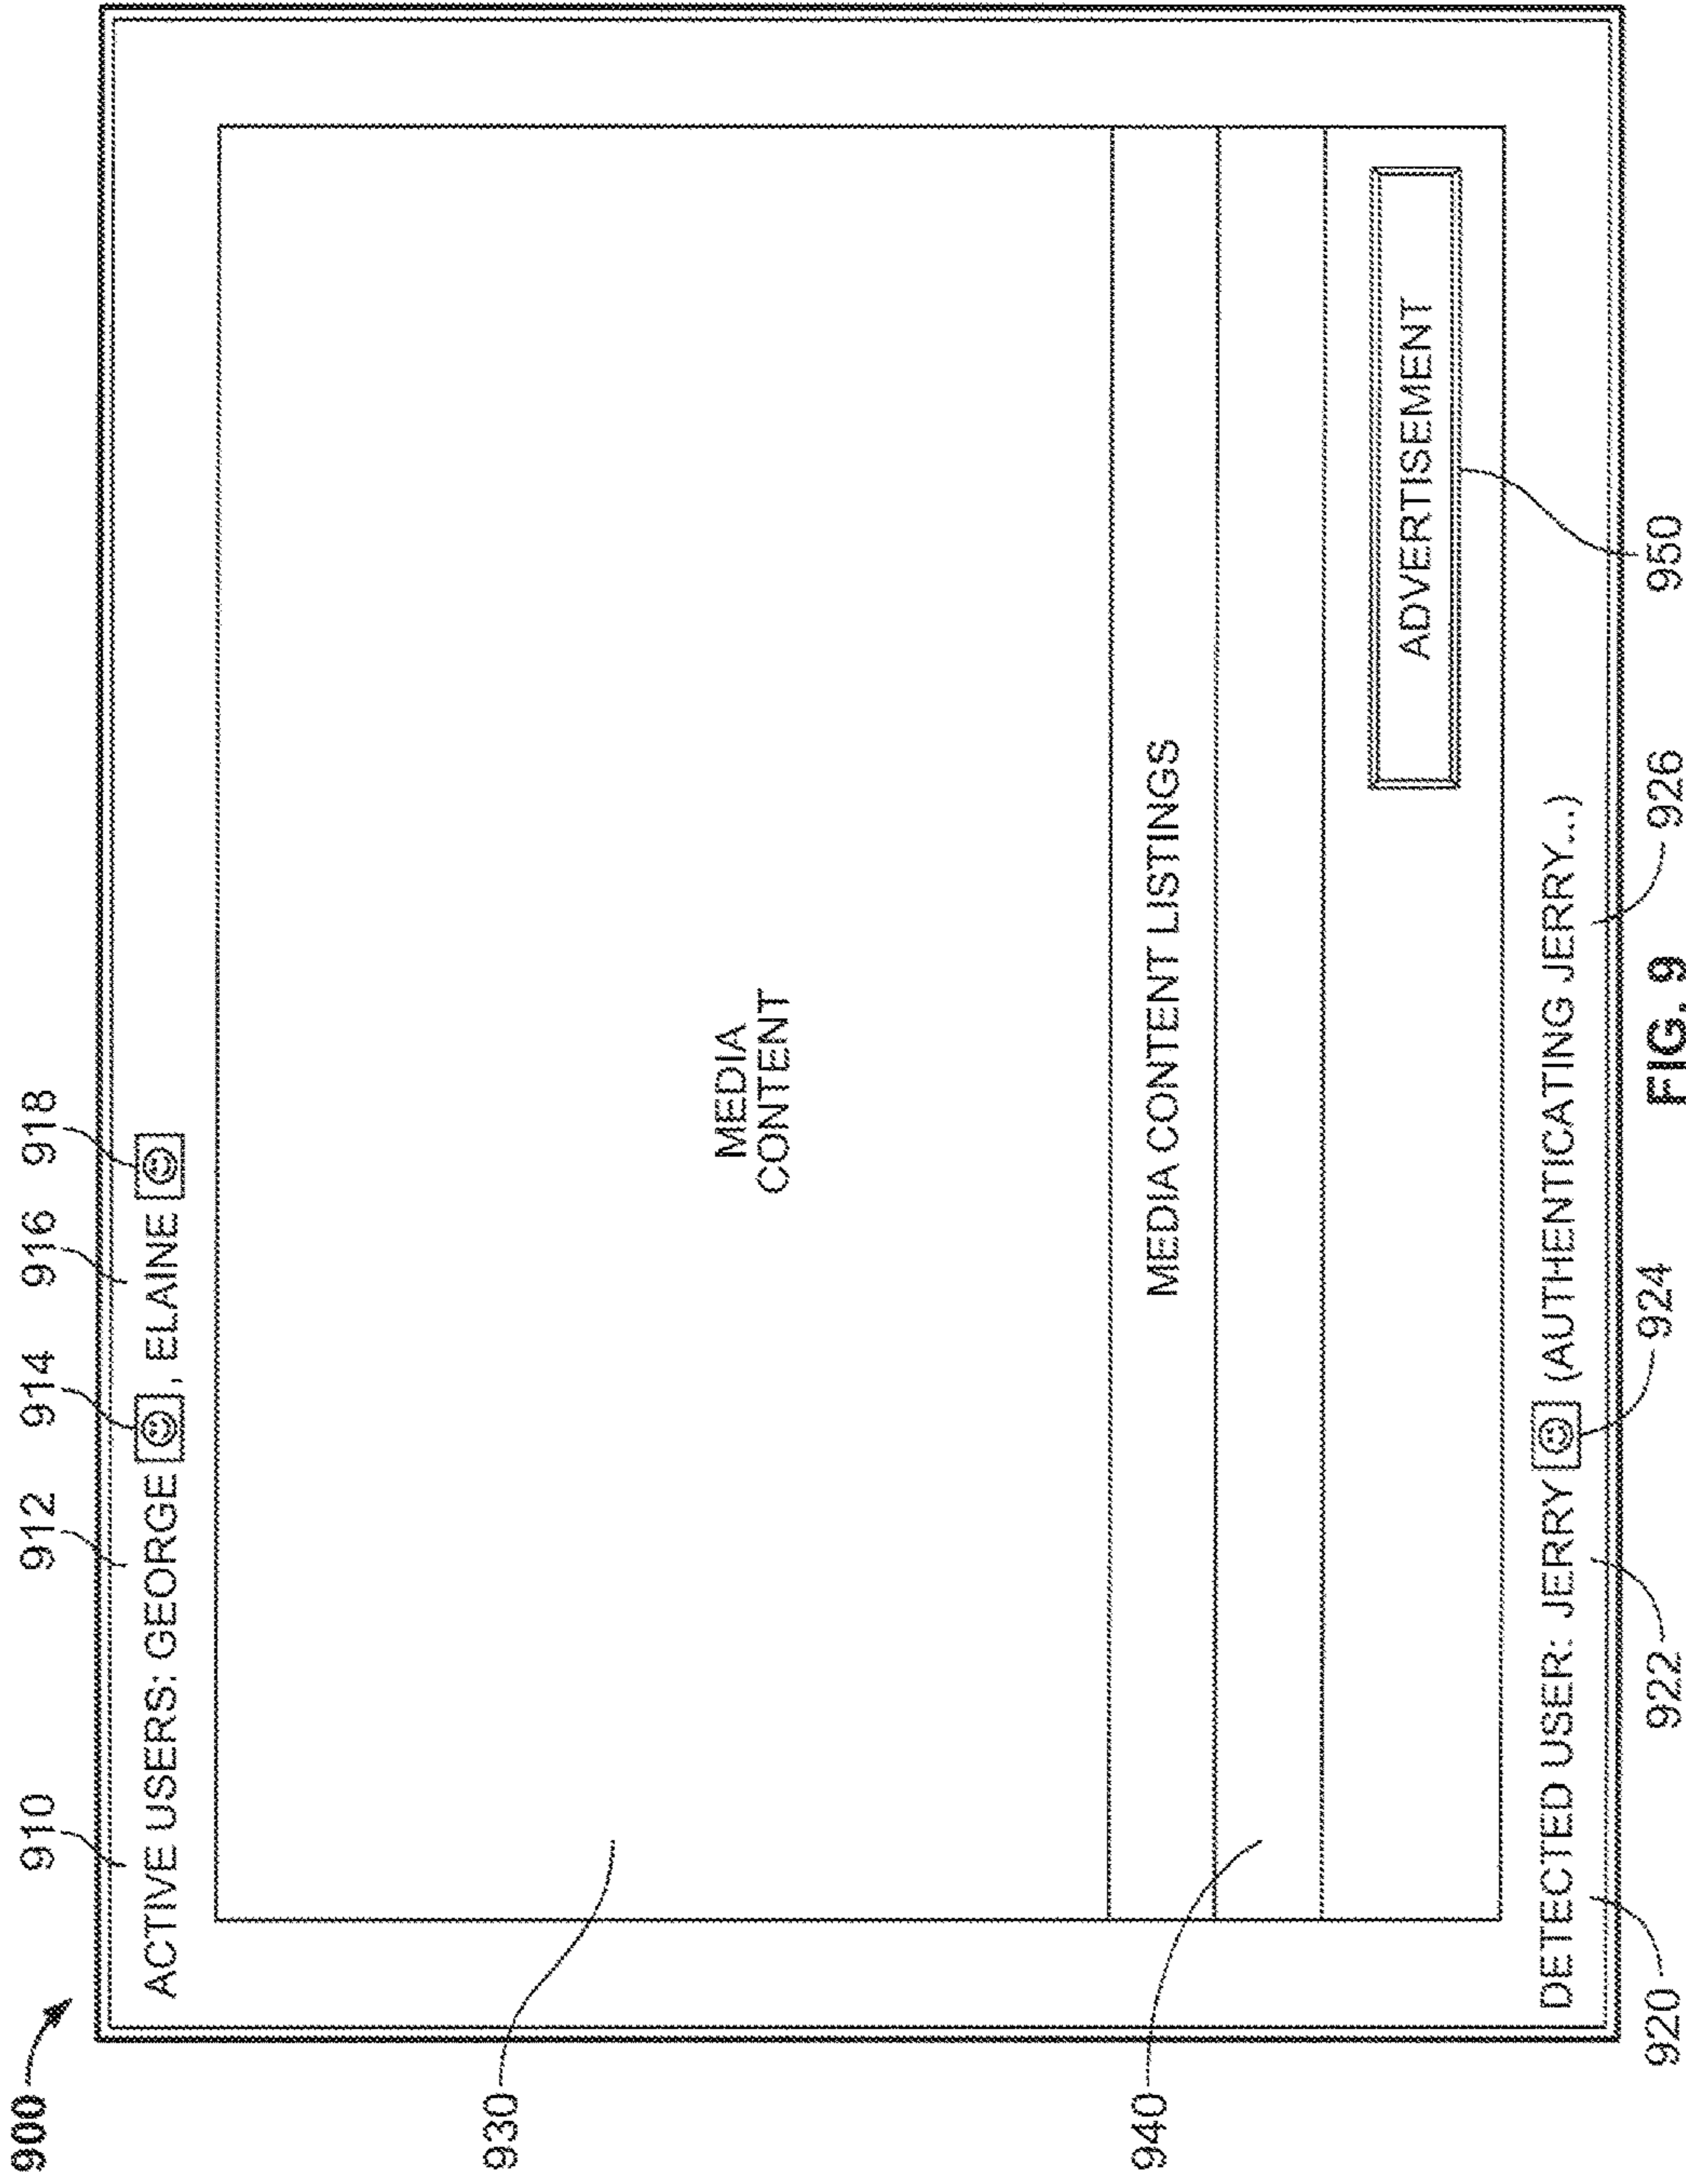 900
910 912 914 916 918
ACTIVE USERS: GEORGE , ELAINE
930
MEDIA
CONTENT
MEDIA CONTENT LISTINGS
940
ADVERTISEMENT
DETECTED USER: JERRY (AUTHENTICATING JERRY...)
920 922 924 926 950
FIG. 9